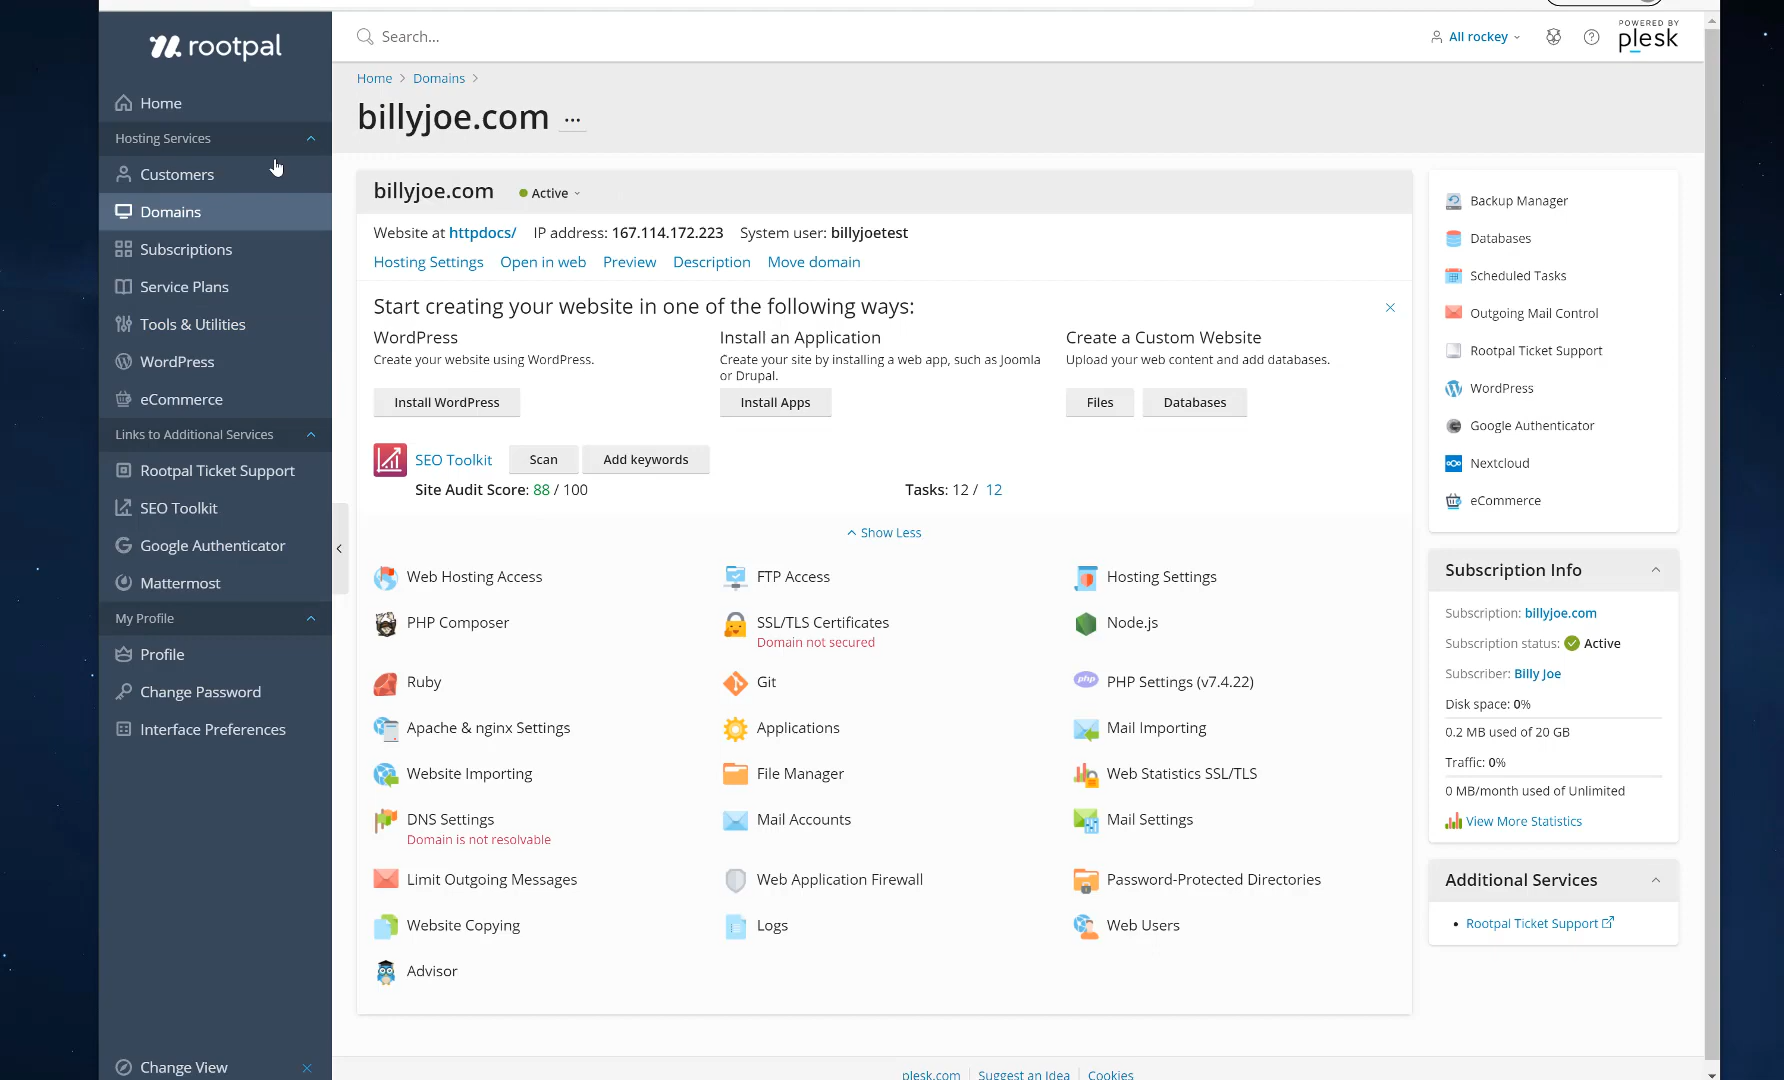 rootpal
Home
Hosting Services
Customers
Domains
Subscriptions
Service Plans
Tools & Utilities
WordPress
eCommerce
Links to Additional Services
Rootpal Ticket Support
SEO Toolkit
Google Authenticator
Mattermost
My Profile
Profile
Change Password
Interface Preferences
Change View
Search...
All rockey
POWERED BY
plesk
Home > Domains >
billyjoe.com ...
billyjoe.com Active
Website at httpdocs/ IP address: 167.114.172.223 System user: billyjoetest
Hosting Settings Open in web Preview Description Move domain
Start creating your website in one of the following ways:
WordPress
Create your website using WordPress.
Install WordPress
Install an Application
Create your site by installing a web app, such as Joomla
or Drupal.
Install Apps
Create a Custom Website
Upload your web content and add databases.
Files Databases
SEO Toolkit Scan Add keywords
Site Audit Score: 88 / 100 Tasks: 12 / 12
Show Less
Web Hosting Access FTP Access Hosting Settings
PHP Composer SSL/TLS Certificates Node.js
Domain not secured
Ruby Git php PHP Settings (v7.4.22)
Apache & nginx Settings Applications Mail Importing
Website Importing File Manager Web Statistics SSL/TLS
DNS Settings Mail Accounts Mail Settings
Domain is not resolvable
Limit Outgoing Messages Web Application Firewall Password-Protected Directories
Website Copying Logs Web Users
Advisor
Backup Manager
Databases
Scheduled Tasks
Outgoing Mail Control
Rootpal Ticket Support
WordPress
Google Authenticator
Nextcloud
eCommerce
Subscription Info
Subscription: billyjoe.com
Subscription status: Active
Subscriber: Billy Joe
Disk space: 0%
0.2 MB used of 20 GB
Traffic: 0%
0 MB/month used of Unlimited
View More Statistics
Additional Services
• Rootpal Ticket Support
plesk.com Suggest an Idea Cookies